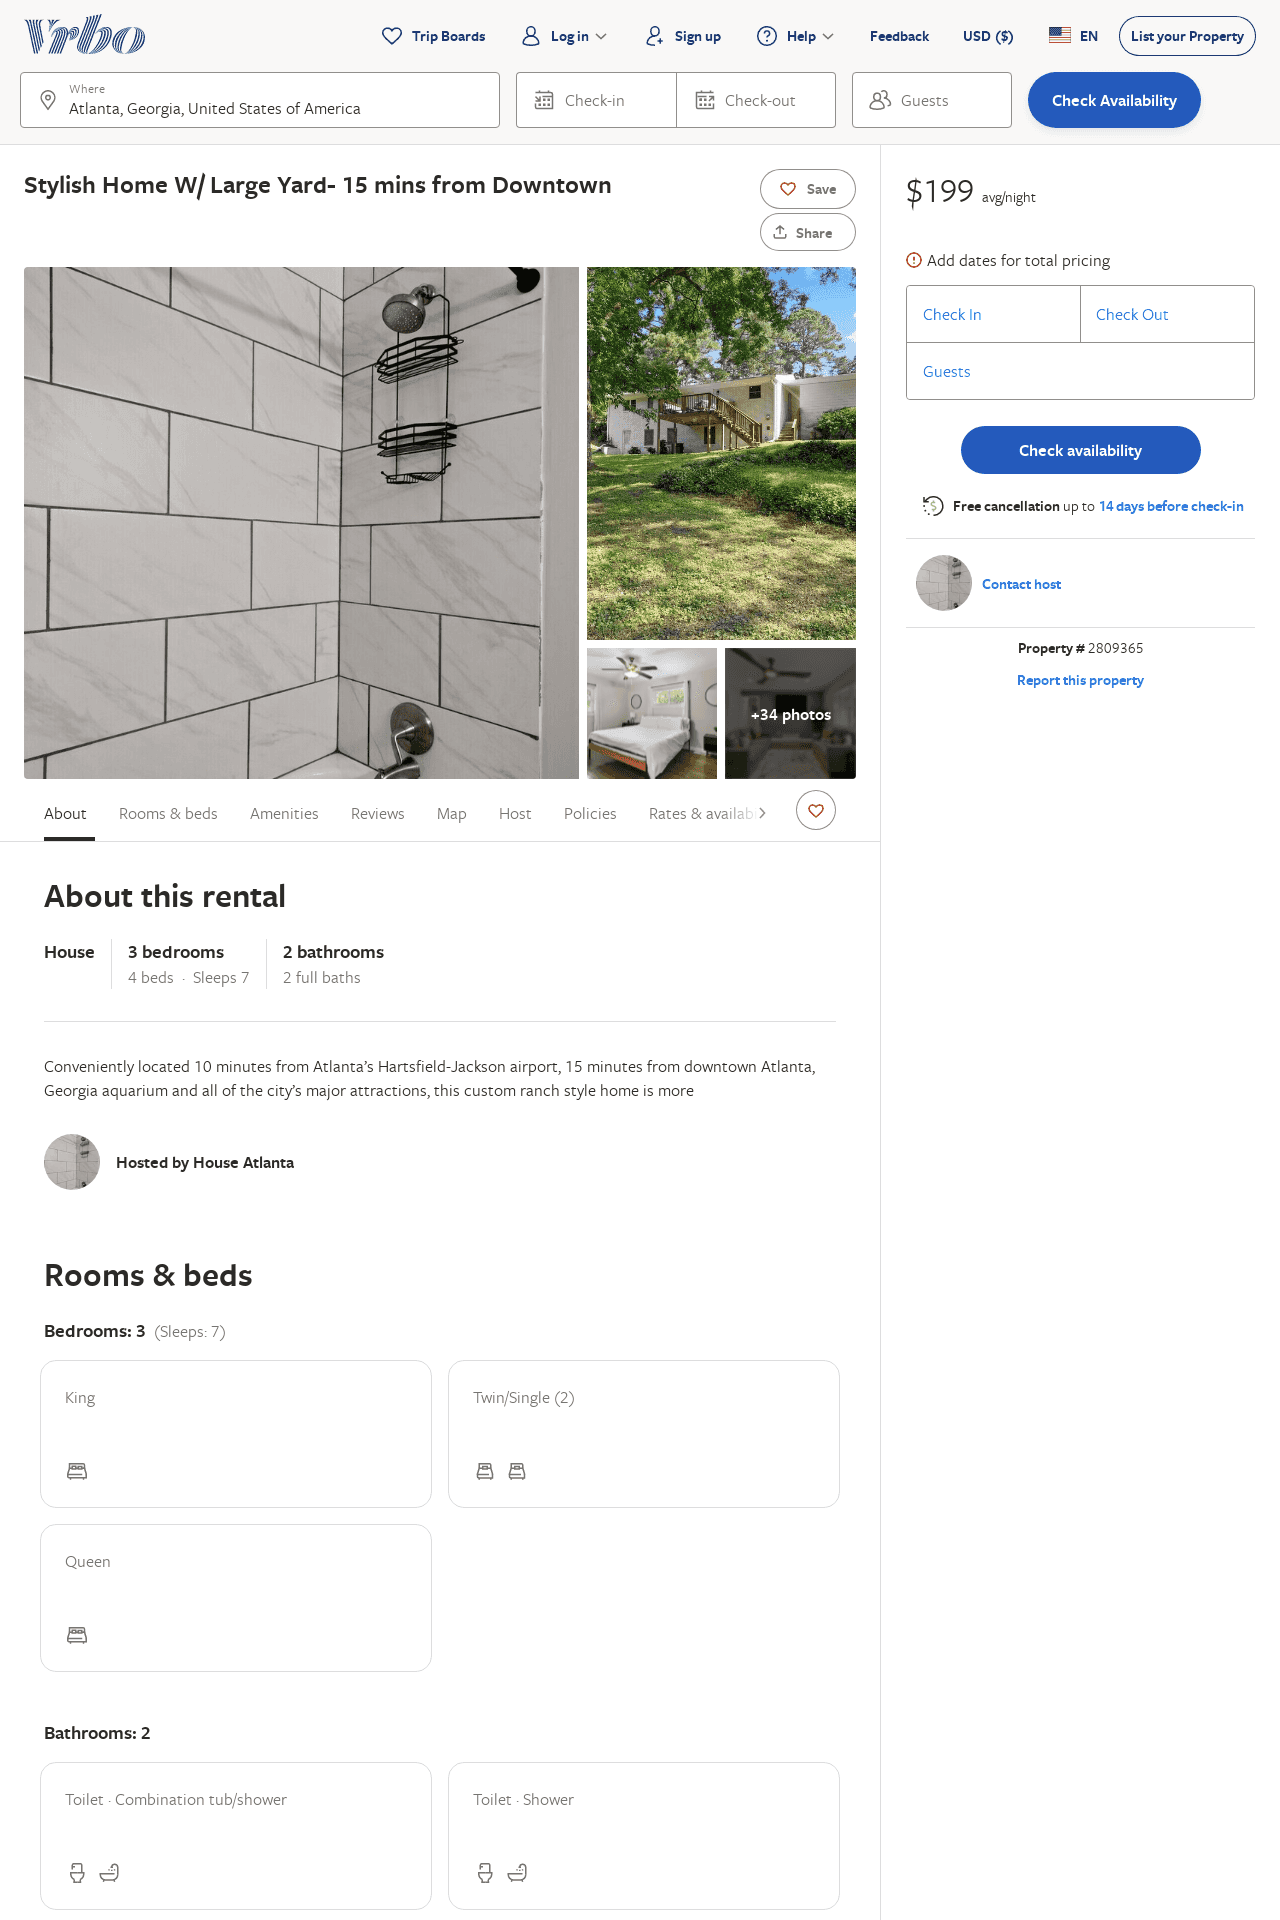 Vrbo
Trip Boards
Log in
Sign up
Help
Feedback
USD ($)
EN
List your Property
Where
Atlanta, Georgia, United States of America
Check-in
Check-out
Guests
Check Availability
Stylish Home W/ Large Yard- 15 mins from Downtown
Save
Share
+34 photos
$199 avg/night
Add dates for total pricing
Check In
Check Out
Guests
Check availability
Free cancellation up to 14 days before check-in
Contact host
Property # 2809365
Report this property
About
Rooms & beds
Amenities
Reviews
Map
Host
Policies
Rates & availab
About this rental
House
3 bedrooms
4 beds · Sleeps 7
2 bathrooms
2 full baths
Conveniently located 10 minutes from Atlanta’s Hartsfield-Jackson airport, 15 minutes from downtown Atlanta,
Georgia aquarium and all of the city’s major attractions, this custom ranch style home is more
Hosted by House Atlanta
Rooms & beds
Bedrooms: 3 (Sleeps: 7)
King
Twin/Single (2)
Queen
Bathrooms: 2
Toilet · Combination tub/shower
Toilet · Shower